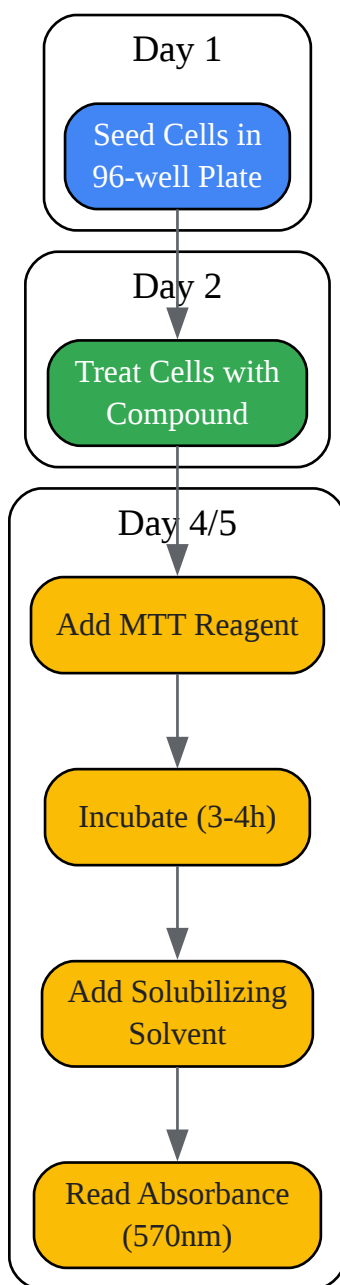 Day 1
Seed Cells in
96-well Plate
Day 2
Treat Cells with
Compound
Day 4/5
Add MTT Reagent
Incubate (3-4h)
Add Solubilizing
Solvent
Read Absorbance
(570nm)